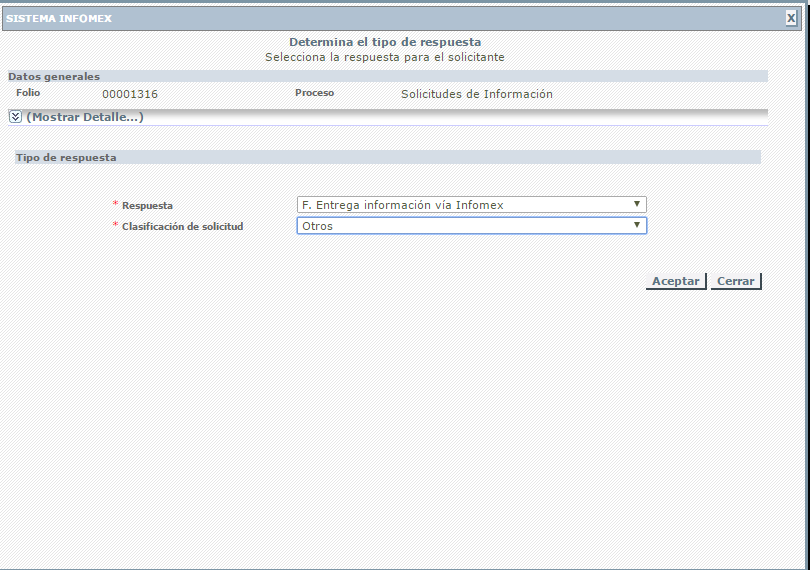 SISTEMA INFOMEX X
Determina el tipo de respuesta
Selecciona la respuesta para el solicitante
Datos generales
Folio 00001316 Proceso Solicitudes de Información
(Mostrar Detalle...)
Tipo de respuesta
* Respuesta F. Entrega información vía Infomex
* Clasificación de solicitud Otros
Aceptar Cerrar